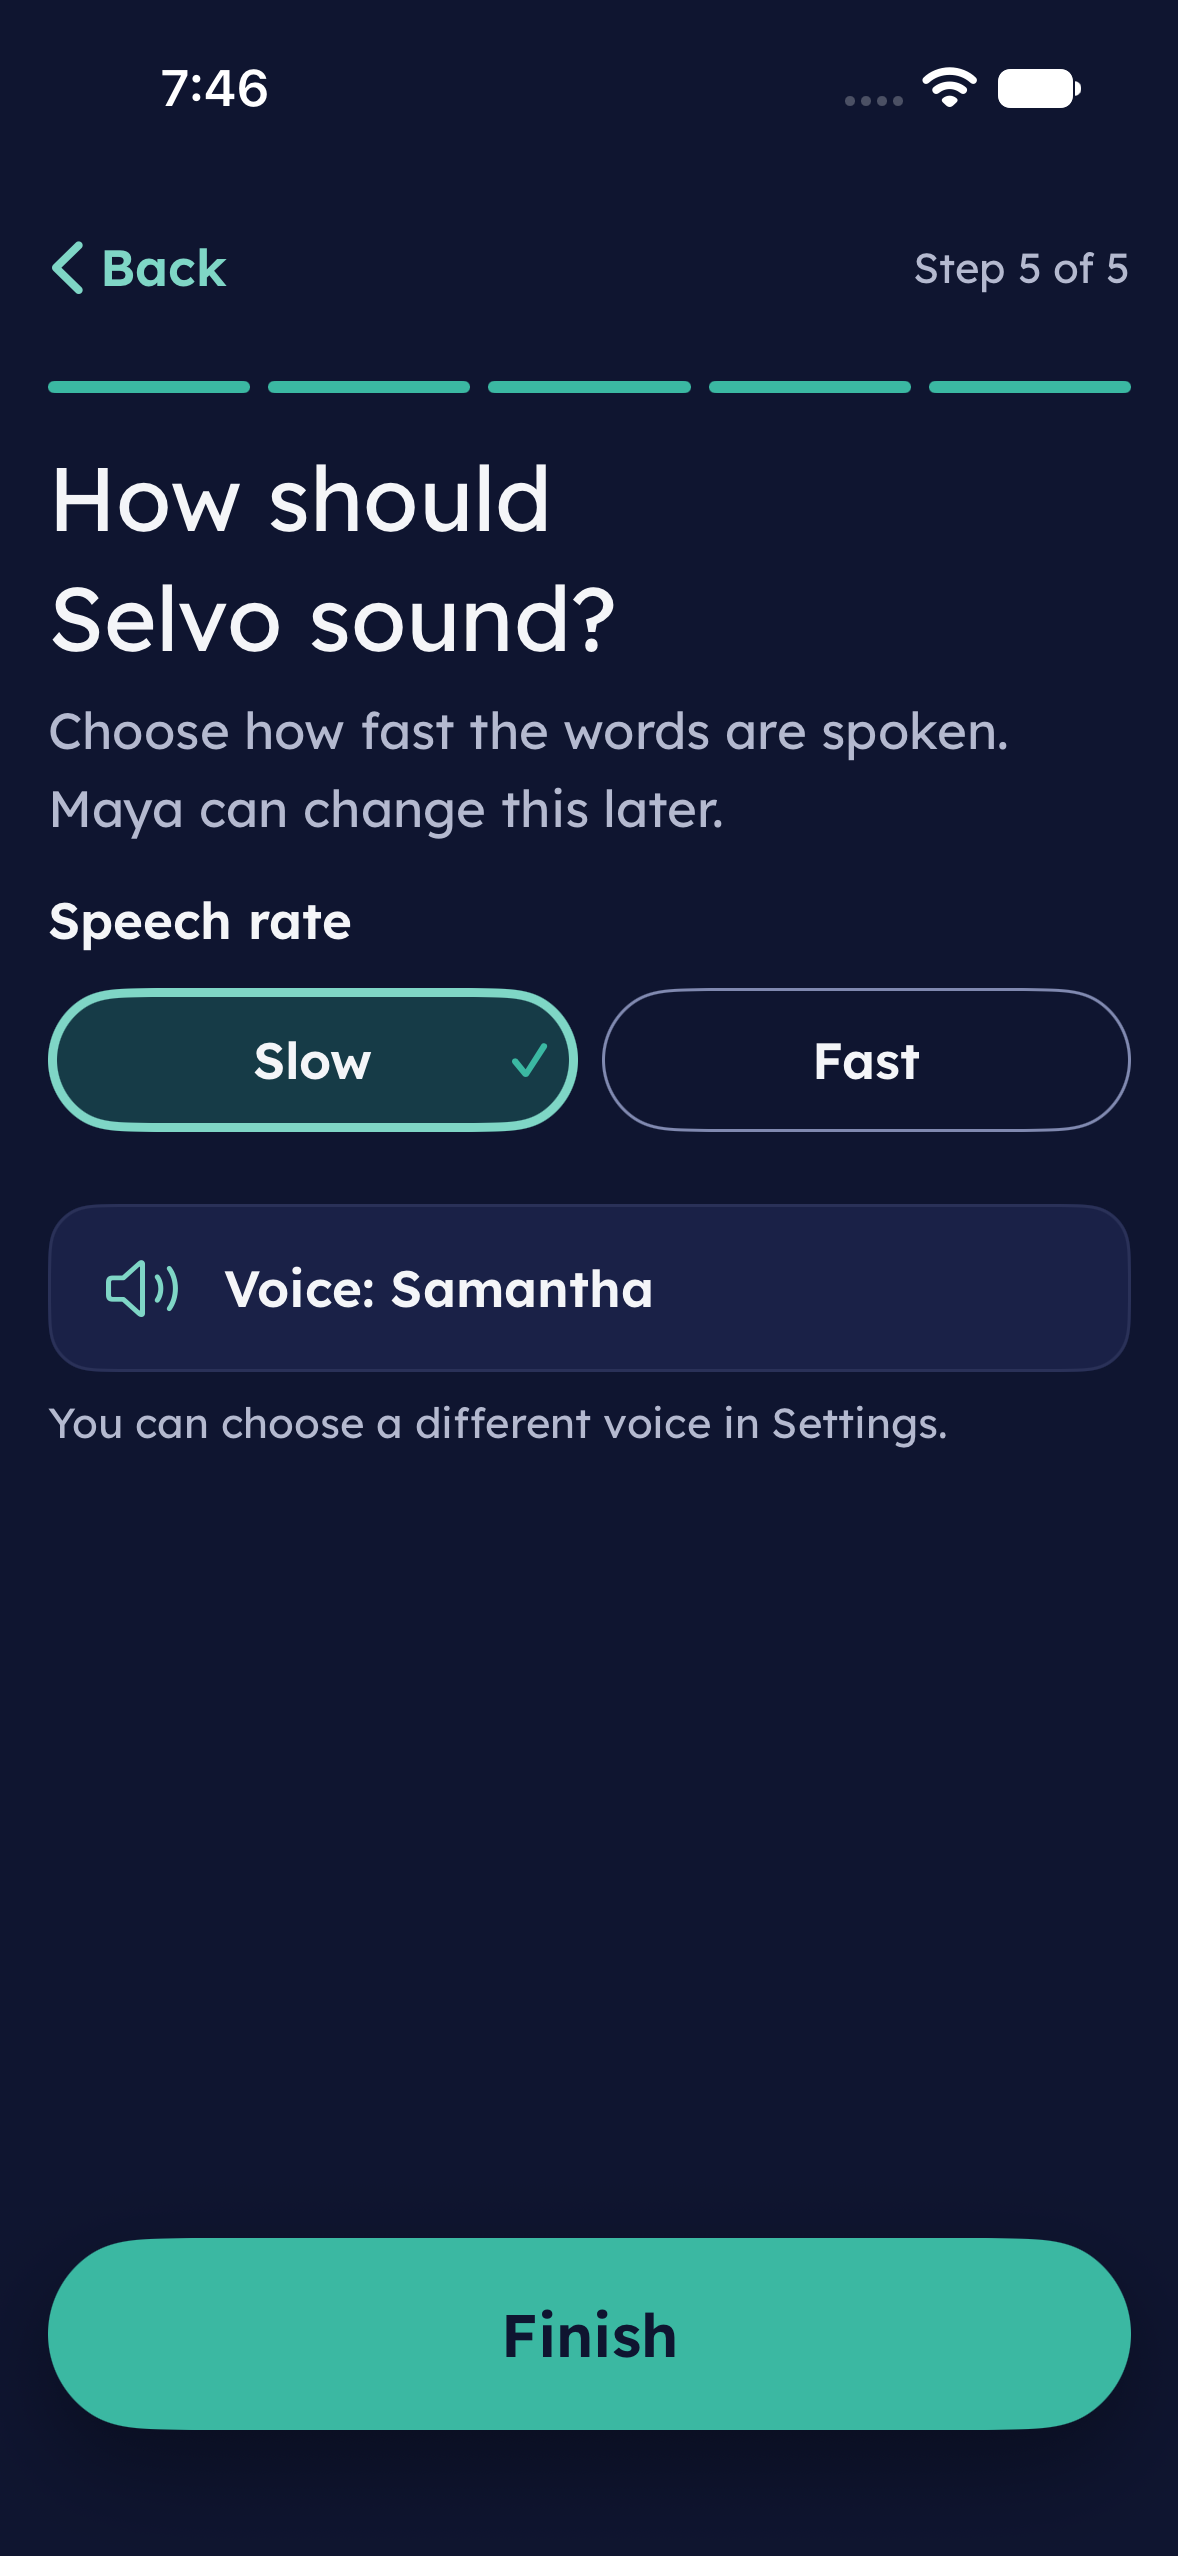 7:46
Back
Step 5 of 5
How should
Selvo sound?
Choose how fast the words are spoken.
Maya can change this later.
Speech rate
Slow
Fast
Voice: Samantha
You can choose a different voice in Settings.
Finish